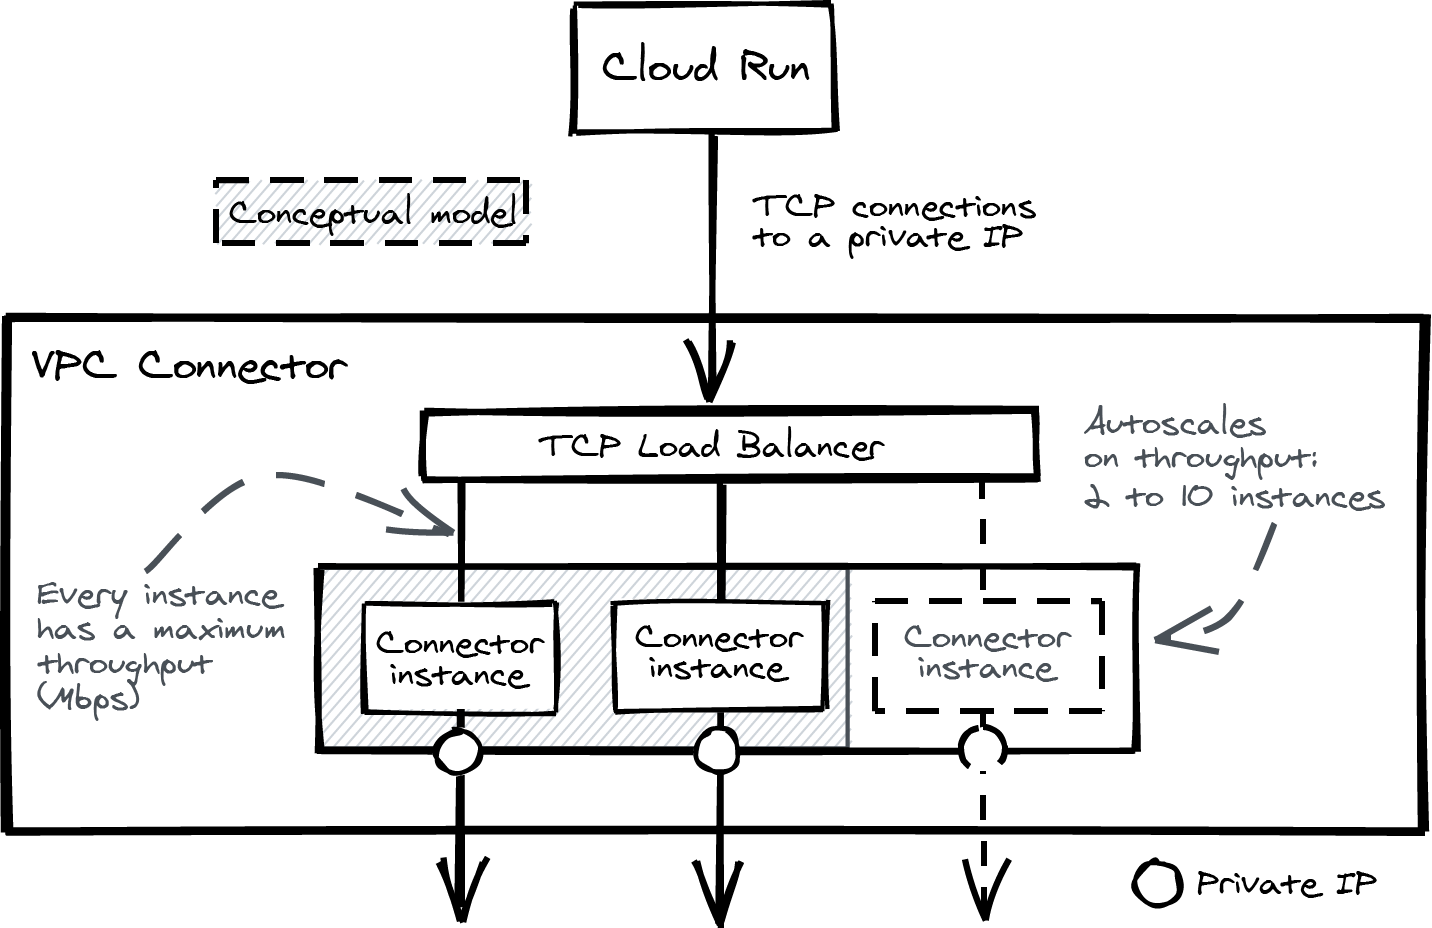 Cloud Run
Conceptual model
TCP connections
to a private IP
VPC Connector
TCP Load Balancer
Autoscales
on throughput:
2 to 10 instances
Every instance
has a maximum
throughput
(Mbps)
Connector
instance
Connector
instance
Connector
instance
Private IP